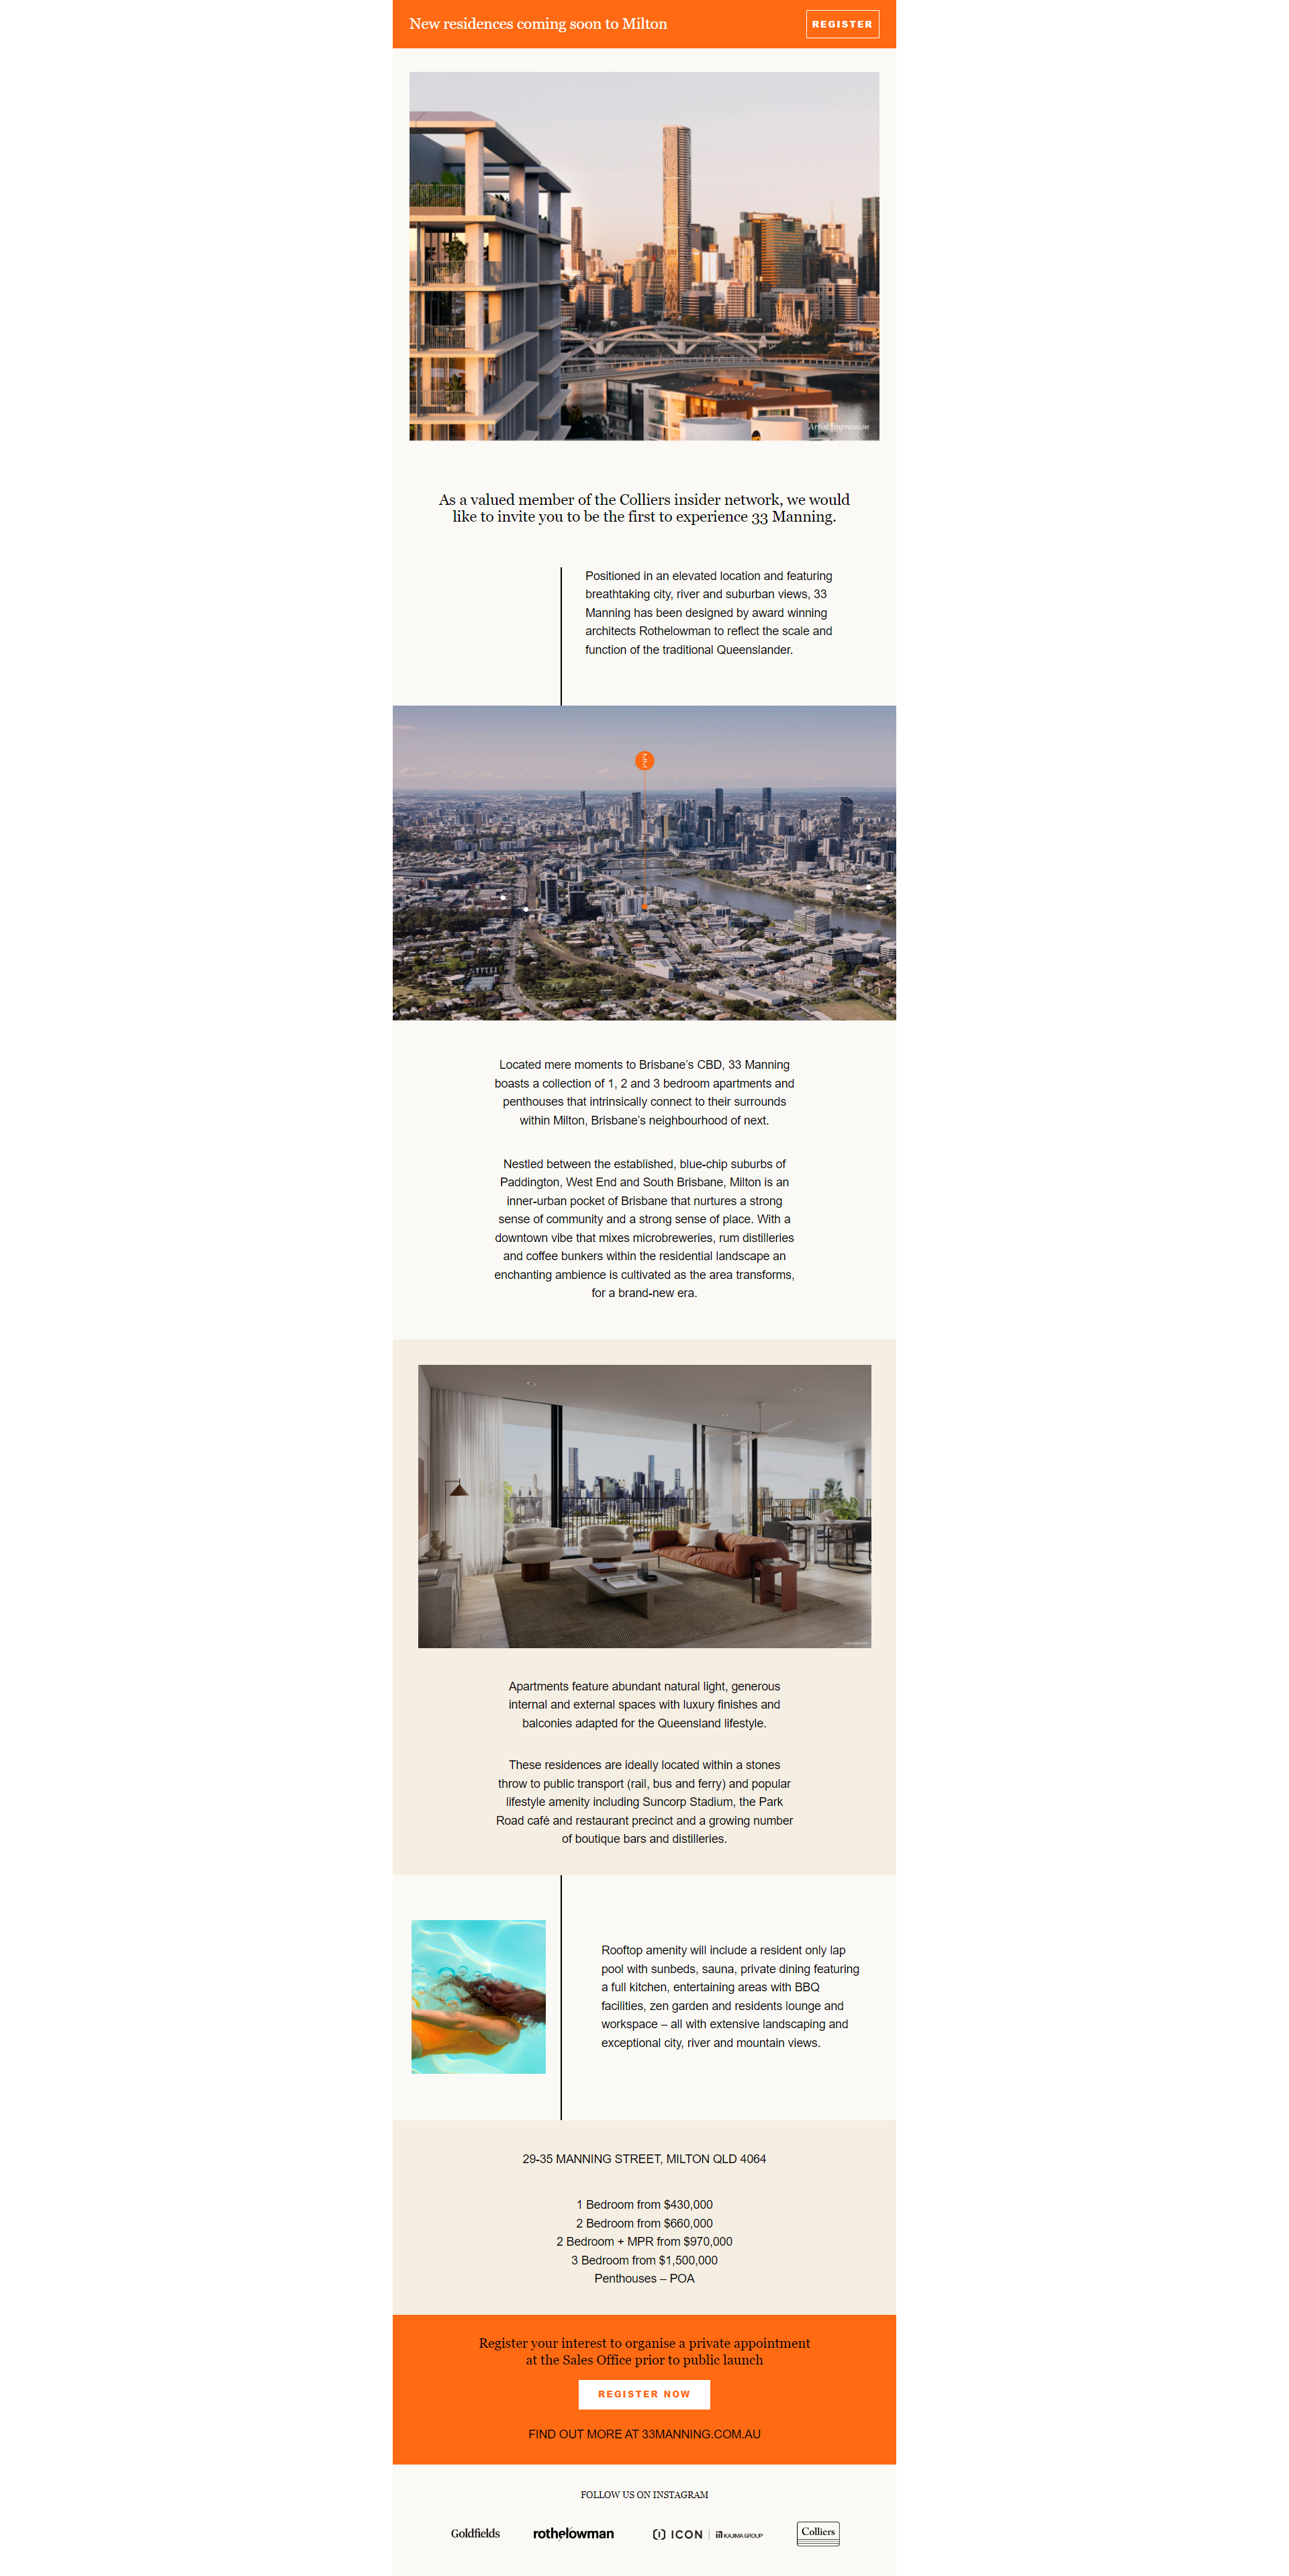 New residences coming soon to Milton
REGISTER
Artist Impression
As a valued member of the Colliers insider network, we would
like to invite you to be the first to experience 33 Manning.
Positioned in an elevated location and featuring
breathtaking city, river and suburban views, 33
Manning has been designed by award winning
architects Rothelowman to reflect the scale and
function of the traditional Queenslander.
Located mere moments to Brisbane’s CBD, 33 Manning
boasts a collection of 1, 2 and 3 bedroom apartments and
penthouses that intrinsically connect to their surrounds
within Milton, Brisbane’s neighbourhood of next.
Nestled between the established, blue-chip suburbs of
Paddington, West End and South Brisbane, Milton is an
inner-urban pocket of Brisbane that nurtures a strong
sense of community and a strong sense of place. With a
downtown vibe that mixes microbreweries, rum distilleries
and coffee bunkers within the residential landscape an
enchanting ambience is cultivated as the area transforms,
for a brand-new era.
Apartments feature abundant natural light, generous
internal and external spaces with luxury finishes and
balconies adapted for the Queensland lifestyle.
These residences are ideally located within a stones
throw to public transport (rail, bus and ferry) and popular
lifestyle amenity including Suncorp Stadium, the Park
Road café and restaurant precinct and a growing number
of boutique bars and distilleries.
Rooftop amenity will include a resident only lap
pool with sunbeds, sauna, private dining featuring
a full kitchen, entertaining areas with BBQ
facilities, zen garden and residents lounge and
workspace – all with extensive landscaping and
exceptional city, river and mountain views.
29-35 MANNING STREET, MILTON QLD 4064
1 Bedroom from $430,000
2 Bedroom from $660,000
2 Bedroom + MPR from $970,000
3 Bedroom from $1,500,000
Penthouses – POA
Register your interest to organise a private appointment
at the Sales Office prior to public launch
REGISTER NOW
FIND OUT MORE AT 33MANNING.COM.AU
FOLLOW US ON INSTAGRAM
Goldfields
rothelowman
ICON
KAJIMA GROUP
Colliers